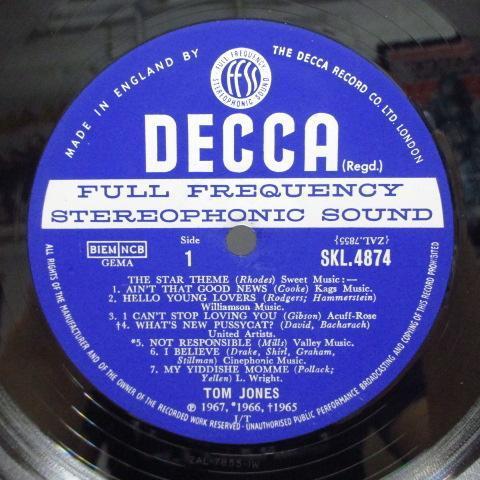 MADE IN ENGLAND BY
FULL FREQUENCY
ffss
STEREOPHONIC SOUND
THE DECCA RECORD CO. LTD. LONDON
DECCA (Regd.)
FULL FREQUENCY
STEREOPHONIC SOUND
BIEM NCB
GEMA
Side
1
{ZAL.7855}
SKL.4874
THE STAR THEME (Rhodes) Sweet Music:—
1. AIN'T THAT GOOD NEWS (Cooke) Kags Music.
2. HELLO YOUNG LOVERS (Rodgers; Hammerstein)
Williamson Music.
3. I CAN'T STOP LOVING YOU (Gibson) Acuff-Rose
†4. WHAT'S NEW PUSSYCAT? (David, Bacharach)
United Artists.
*5. NOT RESPONSIBLE (Mills) Valley Music.
6. I BELIEVE (Drake, Shirl, Graham,
Stillman) Cinephonic Music.
7. MY YIDDISHE MOMME (Pollack;
Yellen) L. Wright.
TOM JONES
℗ 1967, *1966, †1965
I/T
ALL RIGHTS OF THE MANUFACTURER AND OF THE OWNER OF THE RECORDED WORK RESERVED · UNAUTHORISED PUBLIC PERFORMANCE BROADCASTING AND COPYING OF THIS RECORD PROHIBITED
ZAL-7855-1W